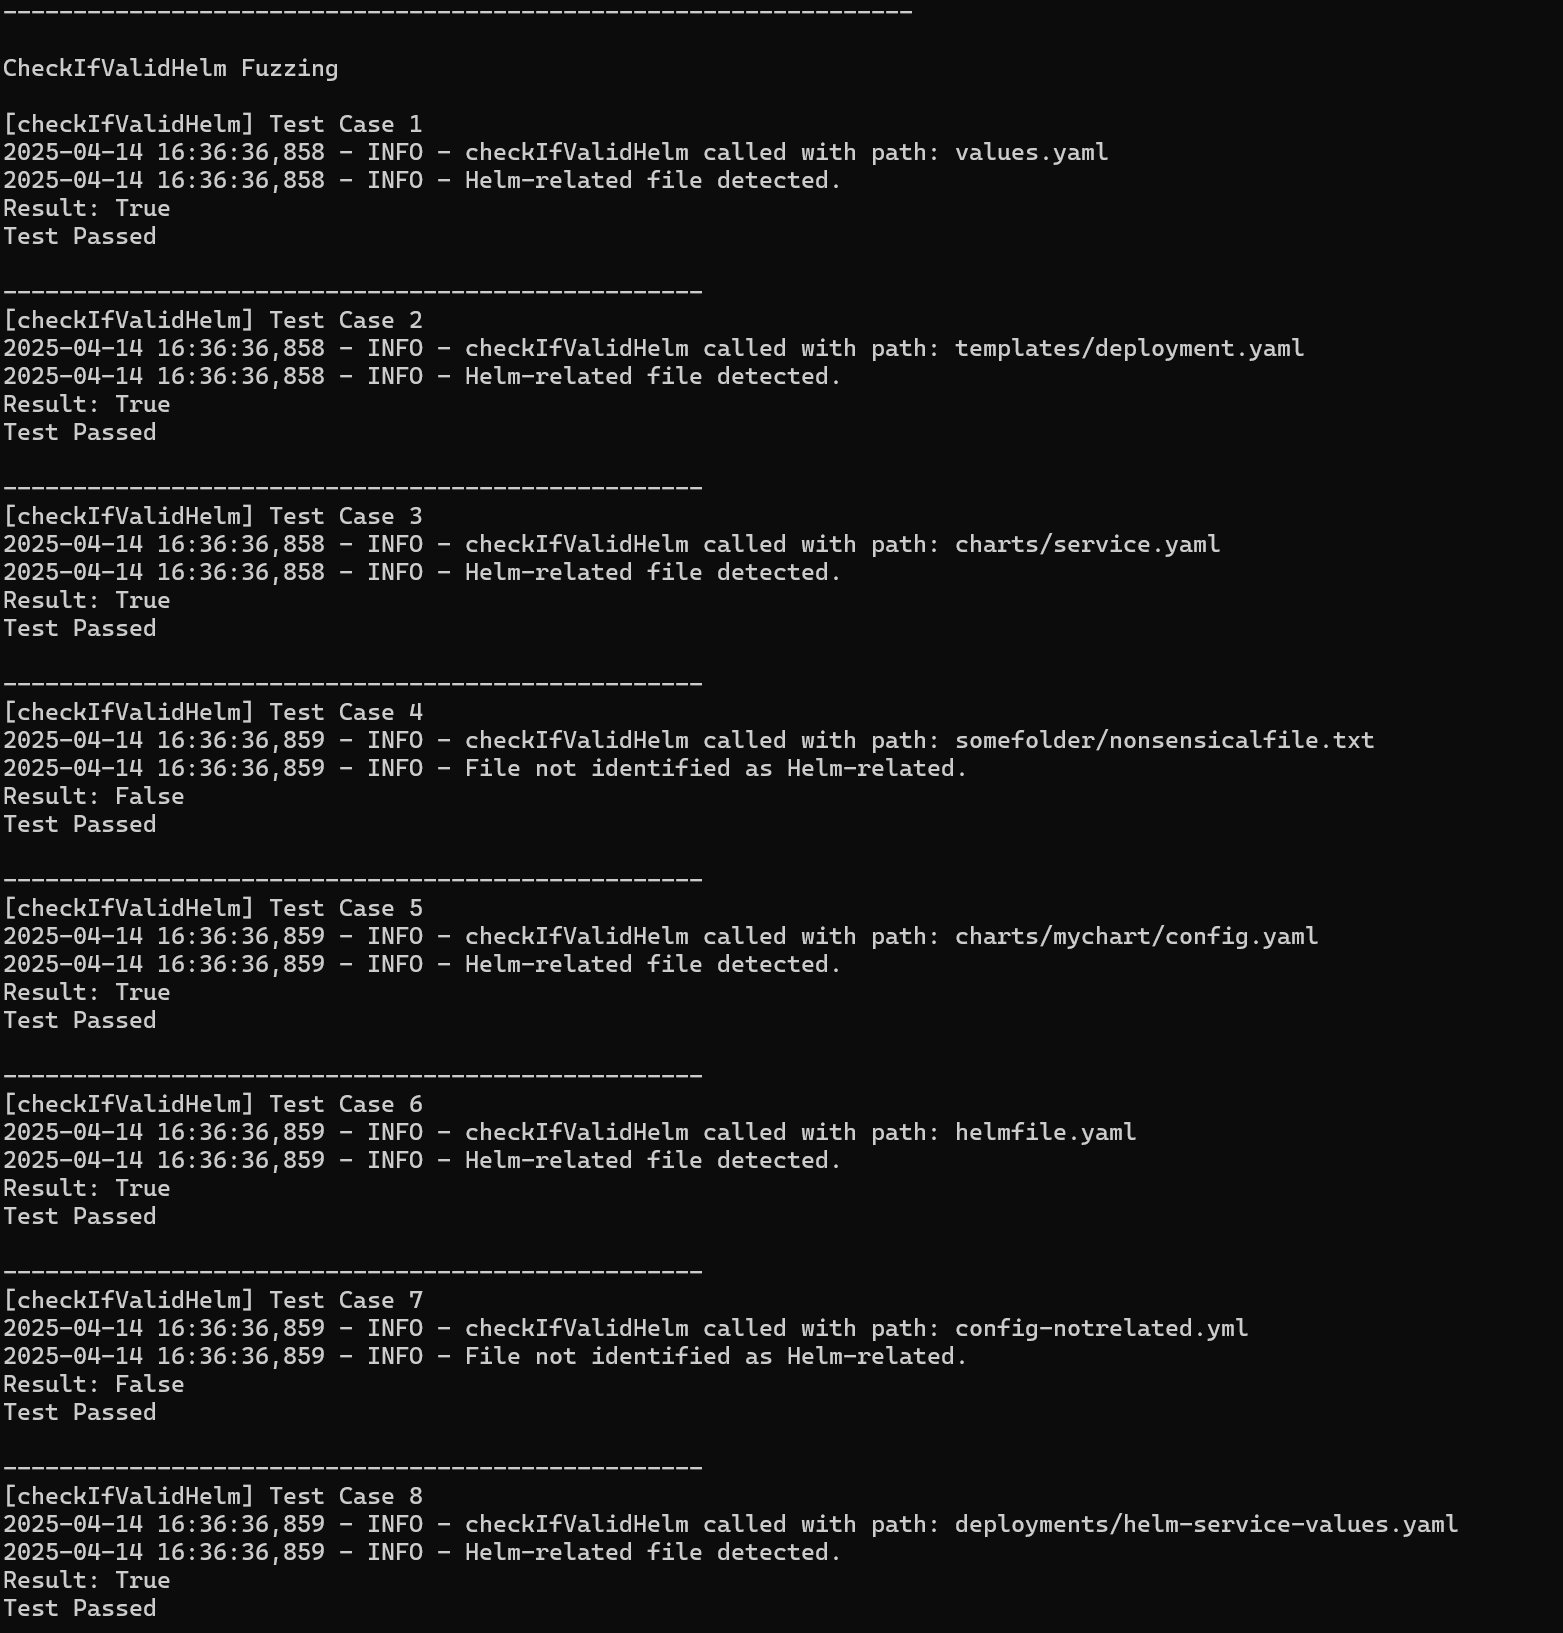 -----------------------------------------------------------------
CheckIfValidHelm Fuzzing
[checkIfValidHelm] Test Case 1
2025-04-14 16:36:36,858 - INFO - checkIfValidHelm called with path: values.yaml
2025-04-14 16:36:36,858 - INFO - Helm-related file detected.
Result: True
Test Passed
--------------------------------------------------
[checkIfValidHelm] Test Case 2
2025-04-14 16:36:36,858 - INFO - checkIfValidHelm called with path: templates/deployment.yaml
2025-04-14 16:36:36,858 - INFO - Helm-related file detected.
Result: True
Test Passed
--------------------------------------------------
[checkIfValidHelm] Test Case 3
2025-04-14 16:36:36,858 - INFO - checkIfValidHelm called with path: charts/service.yaml
2025-04-14 16:36:36,858 - INFO - Helm-related file detected.
Result: True
Test Passed
--------------------------------------------------
[checkIfValidHelm] Test Case 4
2025-04-14 16:36:36,859 - INFO - checkIfValidHelm called with path: somefolder/nonsensicalfile.txt
2025-04-14 16:36:36,859 - INFO - File not identified as Helm-related.
Result: False
Test Passed
--------------------------------------------------
[checkIfValidHelm] Test Case 5
2025-04-14 16:36:36,859 - INFO - checkIfValidHelm called with path: charts/mychart/config.yaml
2025-04-14 16:36:36,859 - INFO - Helm-related file detected.
Result: True
Test Passed
--------------------------------------------------
[checkIfValidHelm] Test Case 6
2025-04-14 16:36:36,859 - INFO - checkIfValidHelm called with path: helmfile.yaml
2025-04-14 16:36:36,859 - INFO - Helm-related file detected.
Result: True
Test Passed
--------------------------------------------------
[checkIfValidHelm] Test Case 7
2025-04-14 16:36:36,859 - INFO - checkIfValidHelm called with path: config-notrelated.yml
2025-04-14 16:36:36,859 - INFO - File not identified as Helm-related.
Result: False
Test Passed
--------------------------------------------------
[checkIfValidHelm] Test Case 8
2025-04-14 16:36:36,859 - INFO - checkIfValidHelm called with path: deployments/helm-service-values.yaml
2025-04-14 16:36:36,859 - INFO - Helm-related file detected.
Result: True
Test Passed